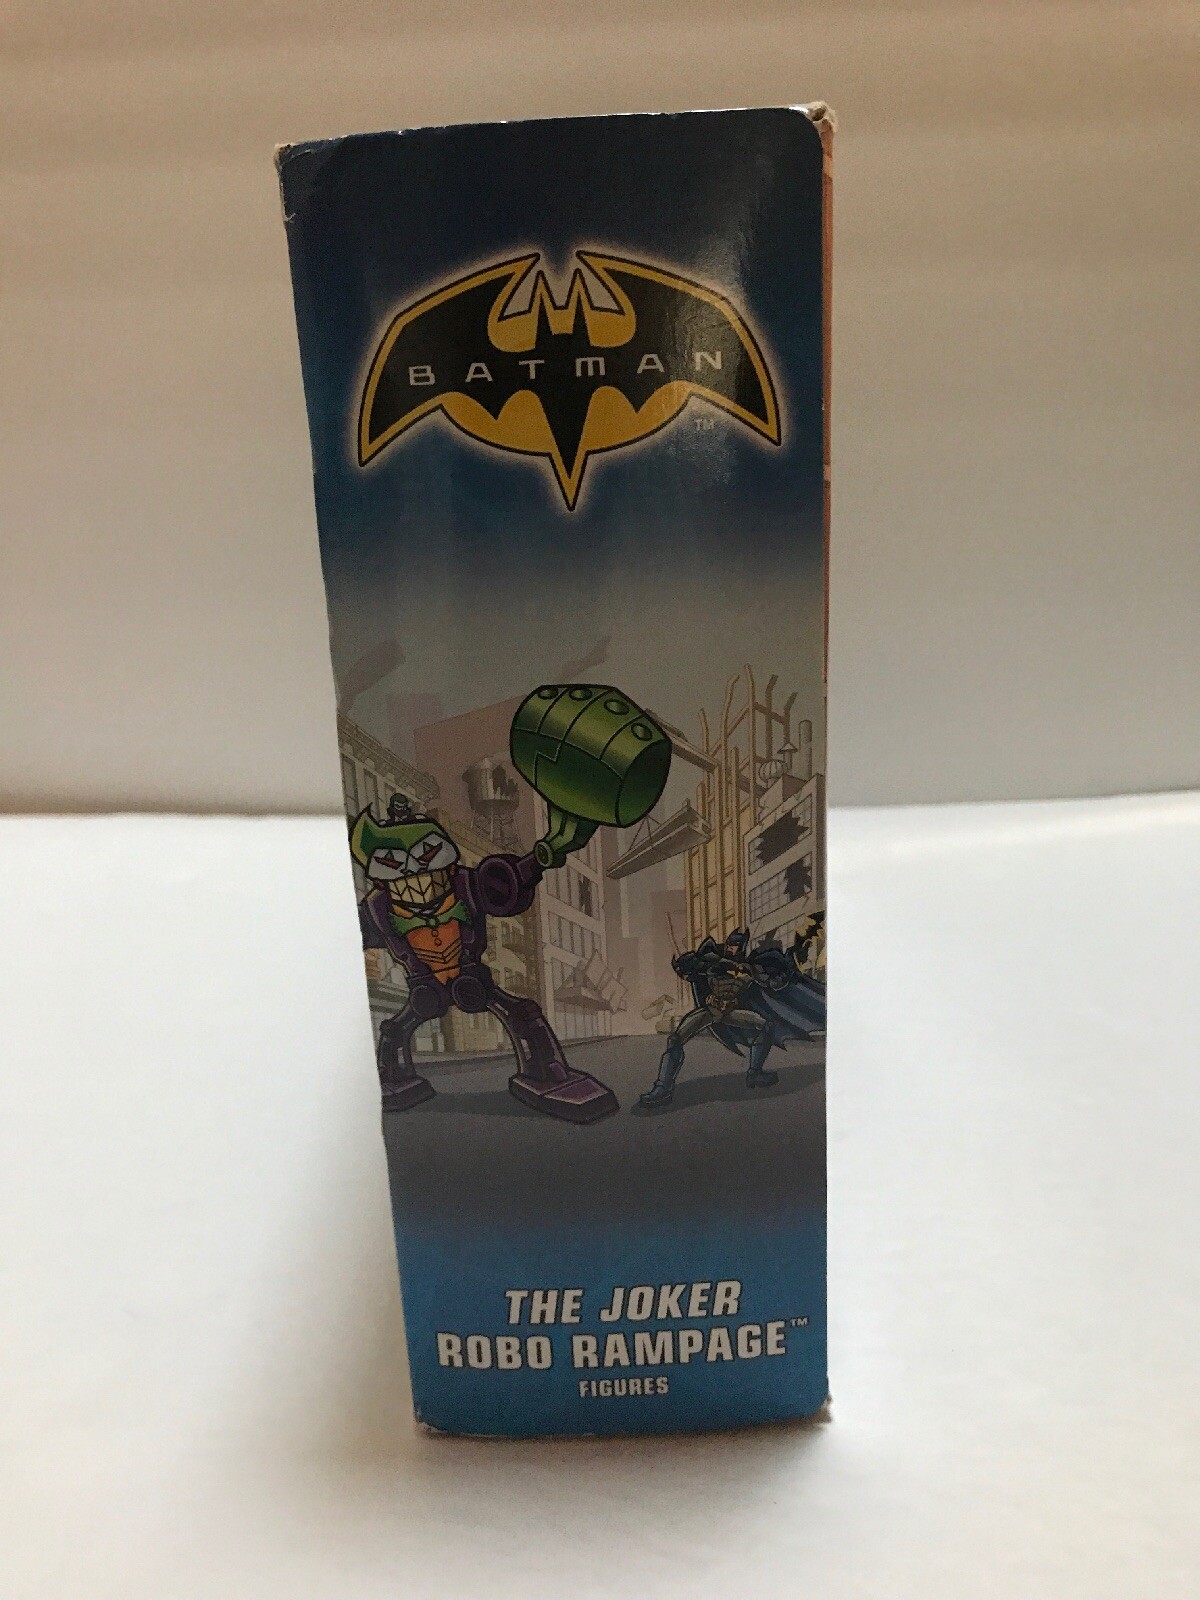 BATMAN
TM
THE JOKER
ROBO RAMPAGE™
FIGURES